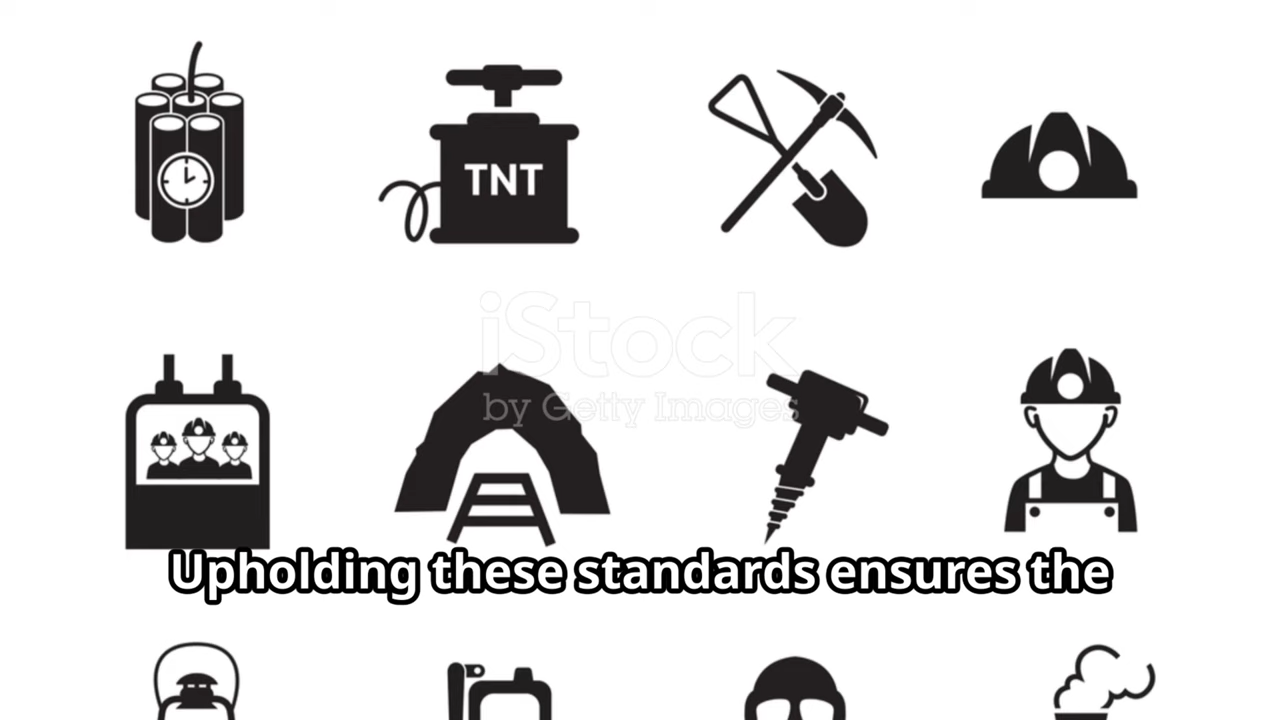 TNT
iStock
by Getty Images
Upholding these standards ensures the